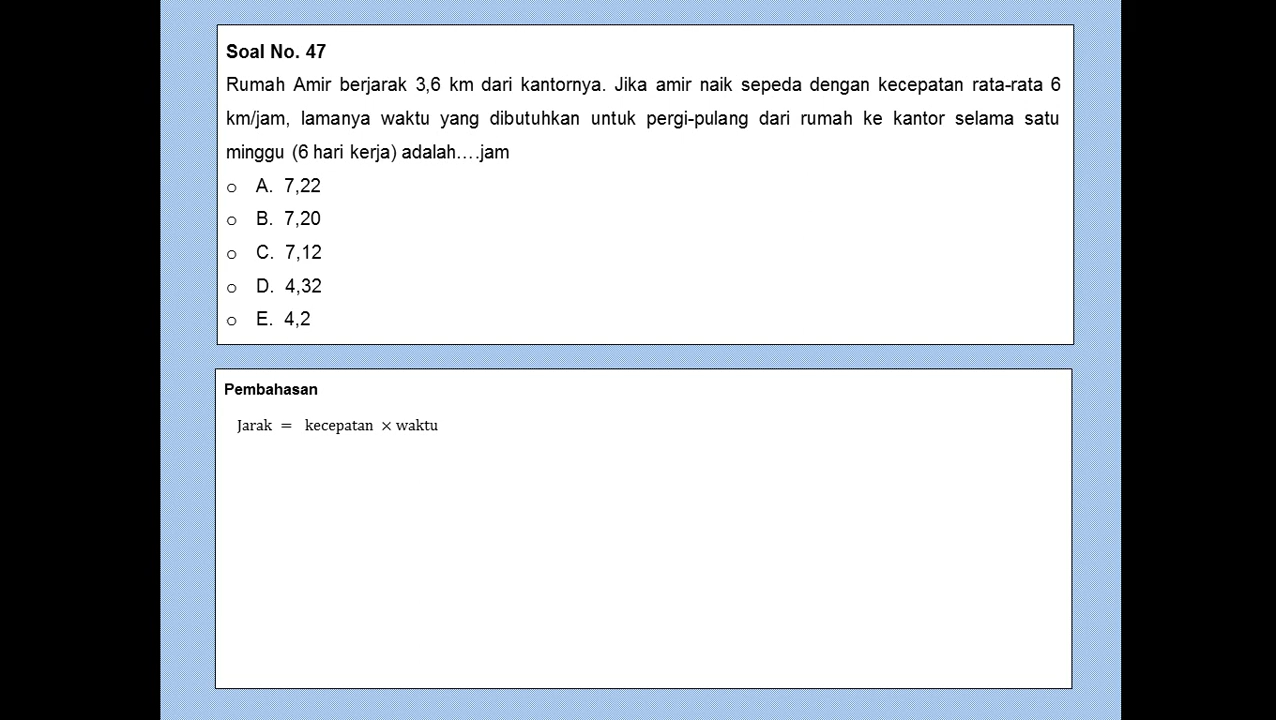 Soal No. 47
Rumah Amir berjarak 3,6 km dari kantornya. Jika amir naik sepeda dengan kecepatan rata-rata 6
km/jam, lamanya waktu yang dibutuhkan untuk pergi-pulang dari rumah ke kantor selama satu
minggu (6 hari kerja) adalah….jam
o A. 7,22
o B. 7,20
o C. 7,12
o D. 4,32
o E. 4,2
Pembahasan
Jarak = kecepatan × waktu